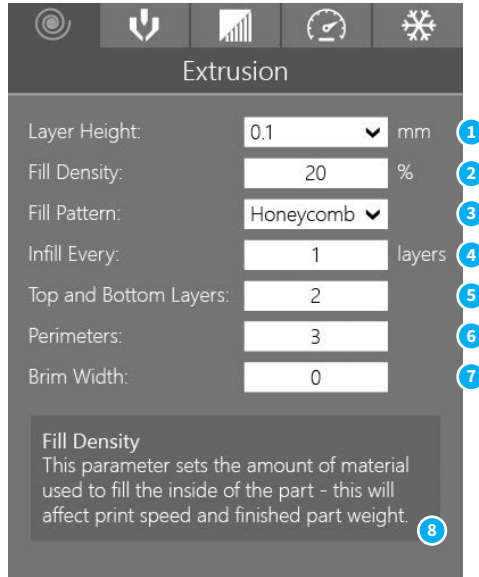 Extrusion
Layer Height: 0.1 mm 1
Fill Density: 20 % 2
Fill Pattern: Honeycomb 3
Infill Every: 1 layers 4
Top and Bottom Layers: 2 5
Perimeters: 3 6
Brim Width: 0 7
Fill Density
This parameter sets the amount of material
used to fill the inside of the part - this will
affect print speed and finished part weight.
8